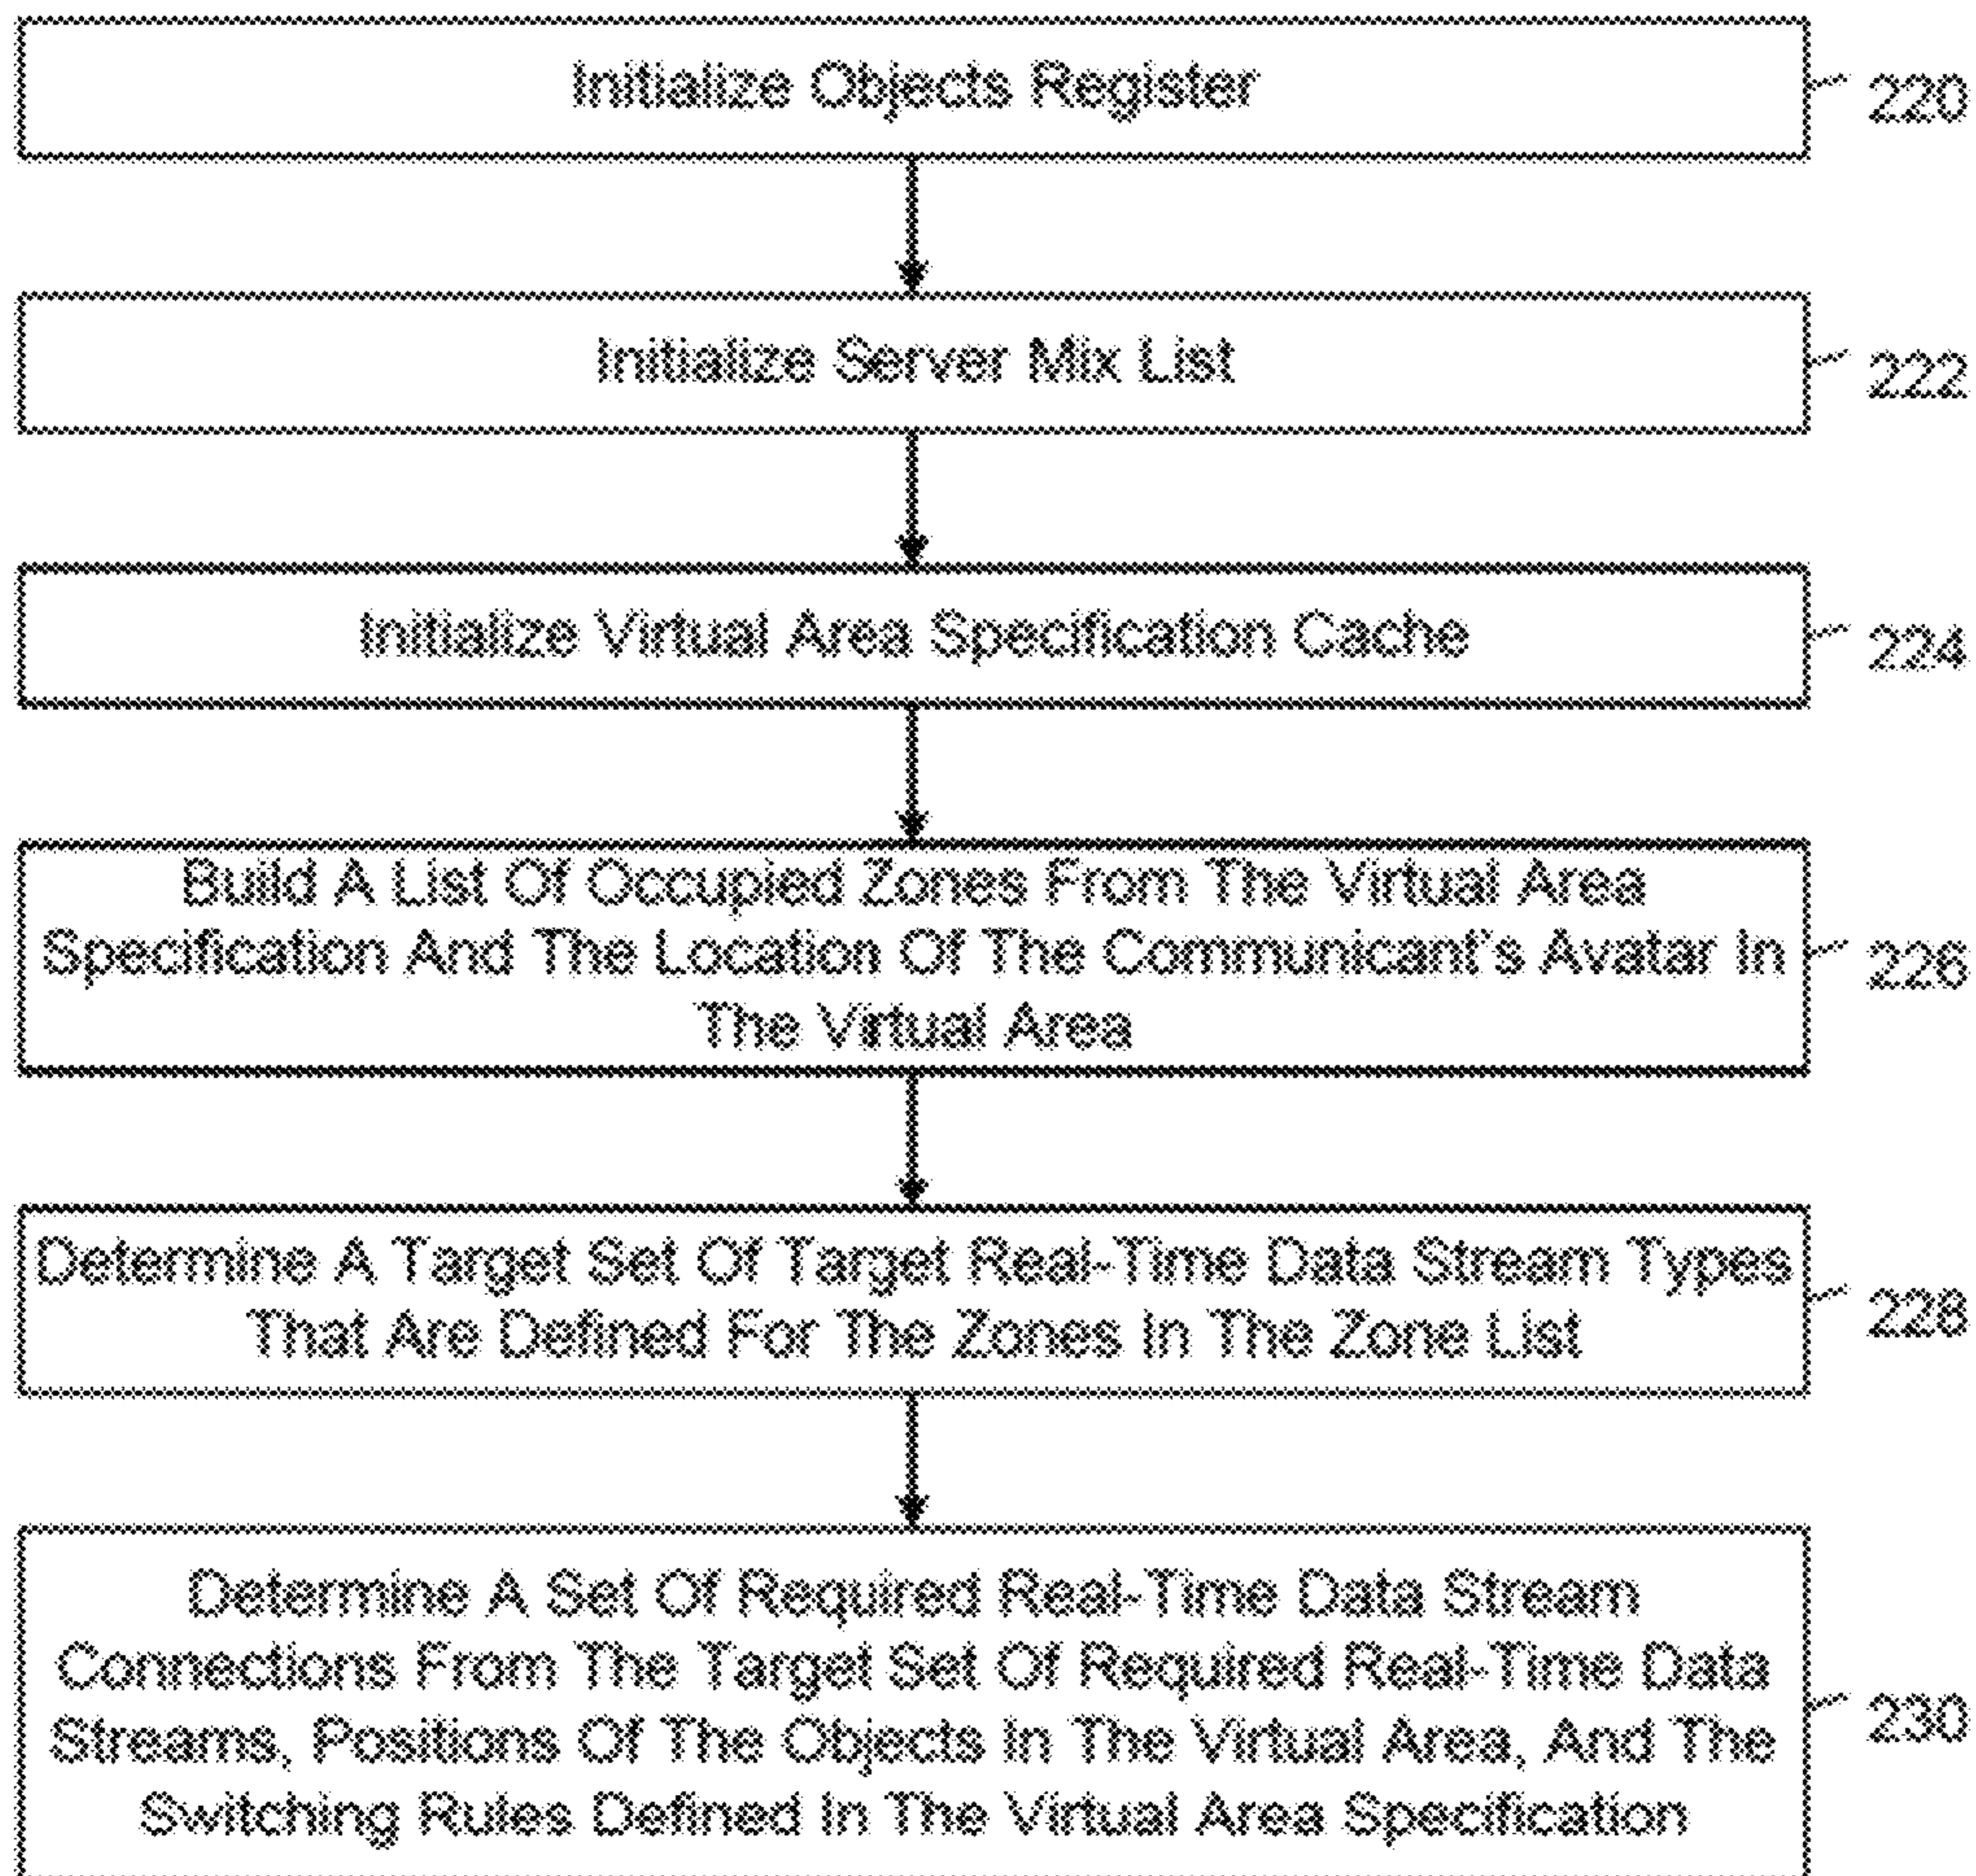 Initialize Objects Register
220
Initialize Server Mix List
222
Initialize Virtual Area Specification Cache
224
Build A List Of Occupied Zones From The Virtual Area
Specification And The Location Of The Communicant's Avatar In
The Virtual Area
226
Determine A Target Set Of Target Real-Time Data Stream Types
That Are Defined For The Zones In The Zone List
228
Determine A Set Of Required Real-Time Data Stream
Connections From The Target Set Of Required Real-Time Data
Streams, Positions Of The Objects In The Virtual Area, And The
Switching Rules Defined In The Virtual Area Specification
230